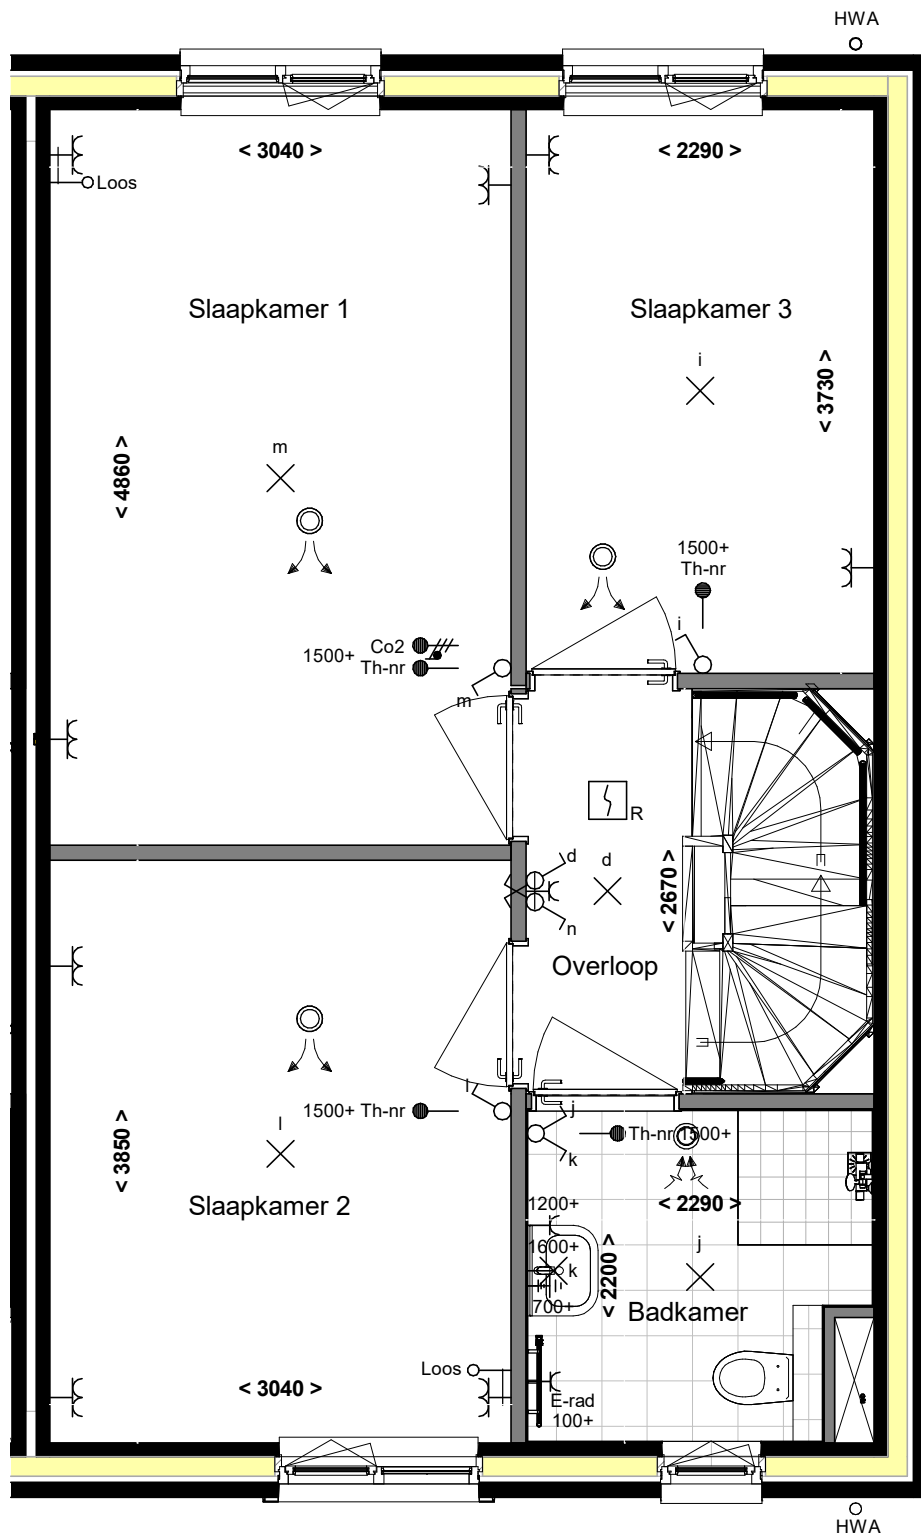 HWA
< 3040 >
< 2290 >
Loos
Slaapkamer 1
Slaapkamer 3
i
< 3730 >
m
< 4860 >
1500+
Th-nr
i
Co2
1500+ Th-nr
m
R
d
d
< 2670 >
E
n
Overloop
E
l
1500+ Th-nr
j
Th-nr 1500+
k
l
< 3850 >
Slaapkamer 2
1200+
< 2290 >
1600+
k
j
< 2200 >
700+
Badkamer
Loos
< 3040 >
E-rad
100+
HWA